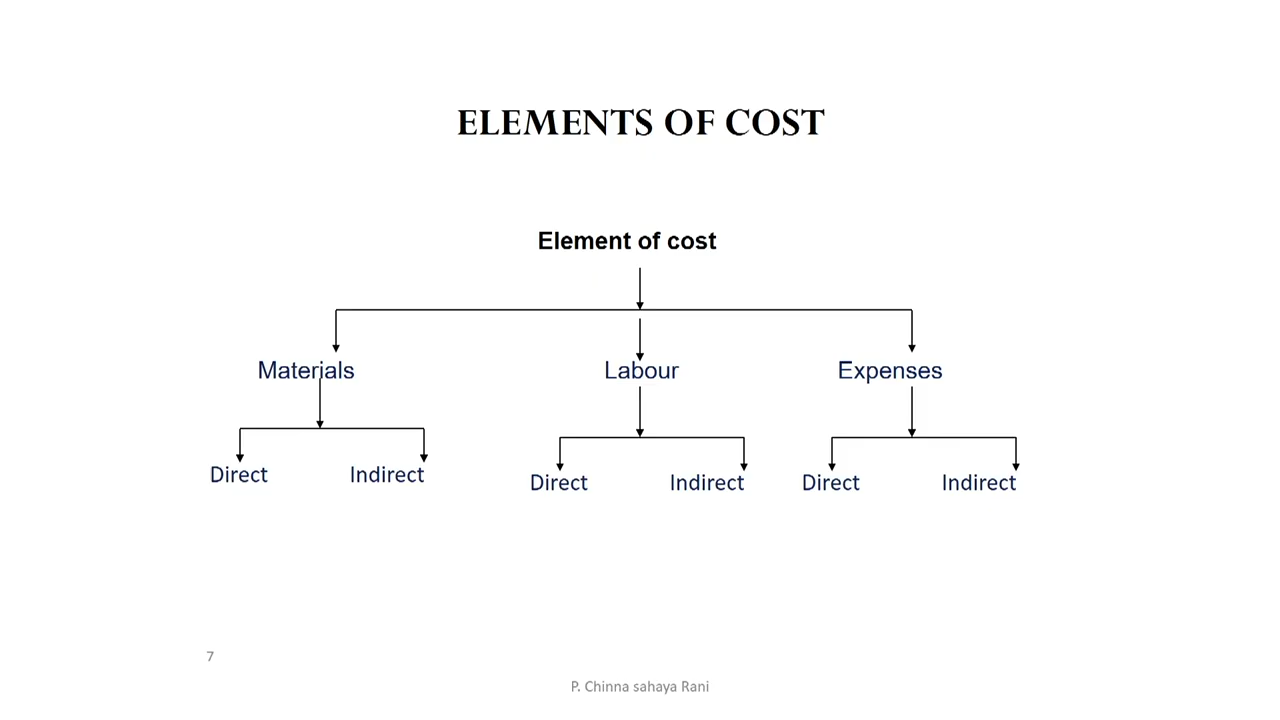 ELEMENTS OF COST
Element of cost
Materials Labour Expenses
Direct Indirect Direct Indirect Direct Indirect
7
P. Chinna sahaya Rani